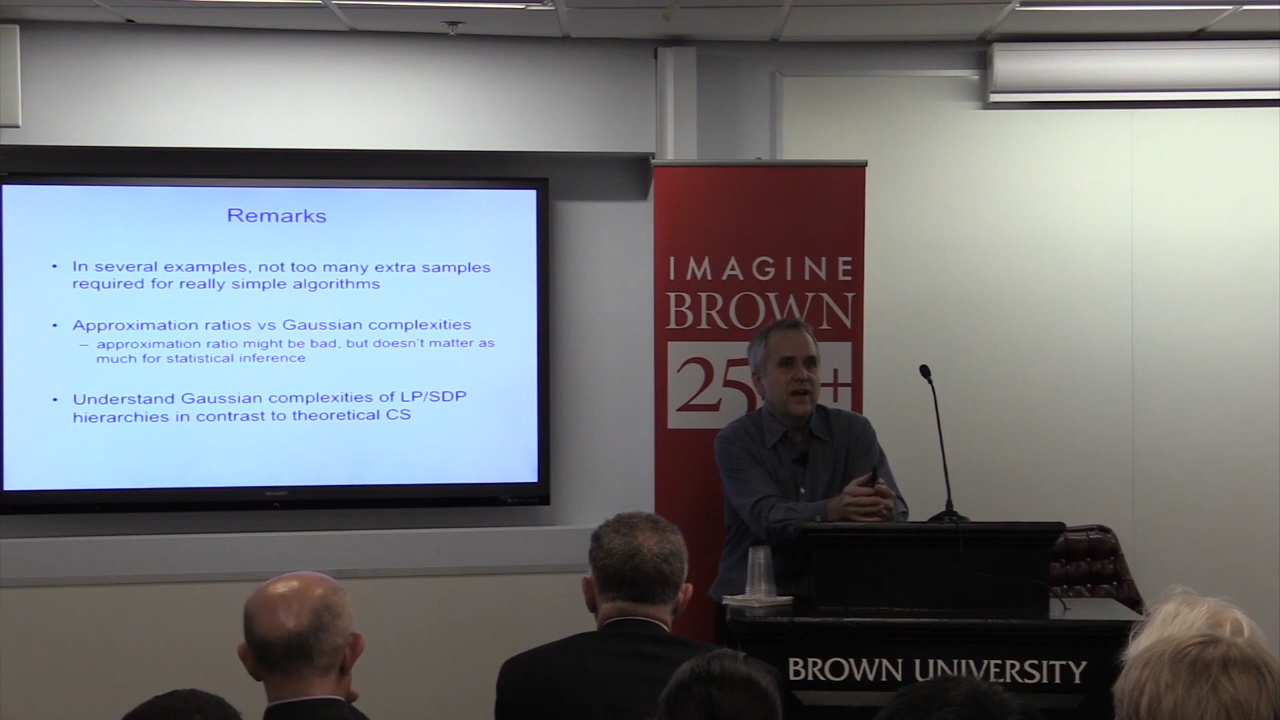 Remarks
• In several examples, not too many extra samples
required for really simple algorithms
• Approximation ratios vs Gaussian complexities
– approximation ratio might be bad, but doesn't matter as
much for statistical inference
• Understand Gaussian complexities of LP/SDP
hierarchies in contrast to theoretical CS
SHARP
IMAGINE
BROWN
25 +
BROWN UNIVERSITY